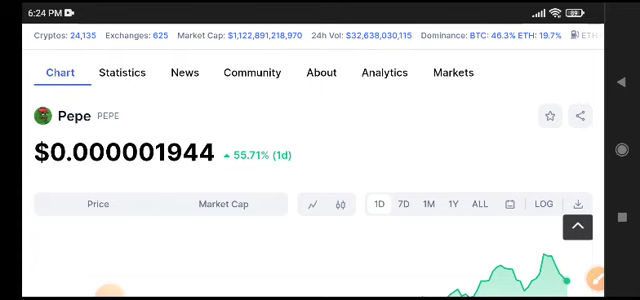 6:24 PM 89
Cryptos: 24,135 Exchanges: 625 Market Cap: $1,122,891,218,970 24h Vol: $32,638,030,115 Dominance: BTC: 46.3% ETH: 19.7% ETH
Chart Statistics News Community About Analytics Markets
Pepe PEPE
$0.000001944 55.71% (1d)
Price Market Cap 1D 7D 1M 1Y ALL LOG